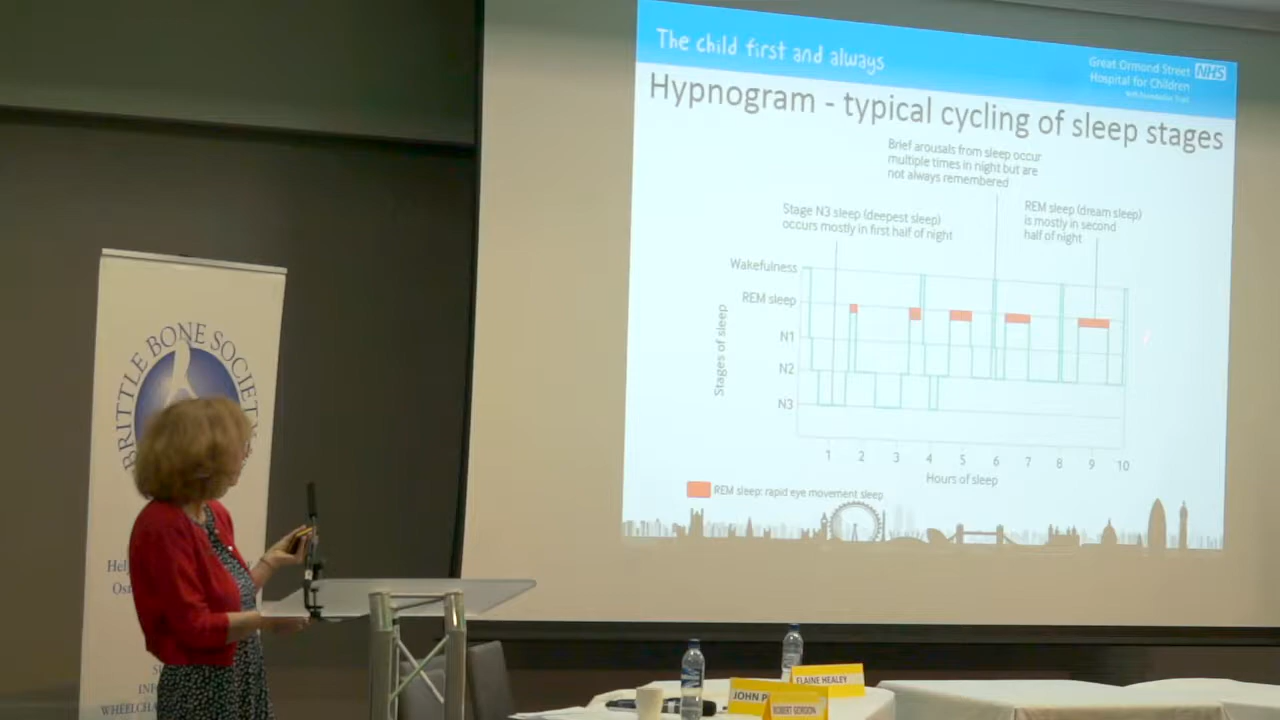 The child first and always
Great Ormond Street NHS
Hospital for Children
Hypnogram - typical cycling of sleep stages
Brief arousals from sleep occur
multiple times in night but are
not always remembered
Stage N3 sleep (deepest sleep)
occurs mostly in first half of night
REM sleep (dream sleep)
is mostly in second
half of night
Wakefulness
REM sleep
N1
N2
N3
Stages of sleep
1 2 3 4 5 6 7 8 9 10
Hours of sleep
REM sleep: rapid eye movement sleep
BRITTLE BONE SOCIETY
ELAINE HEALEY
JOHN
ROBERT GORDON